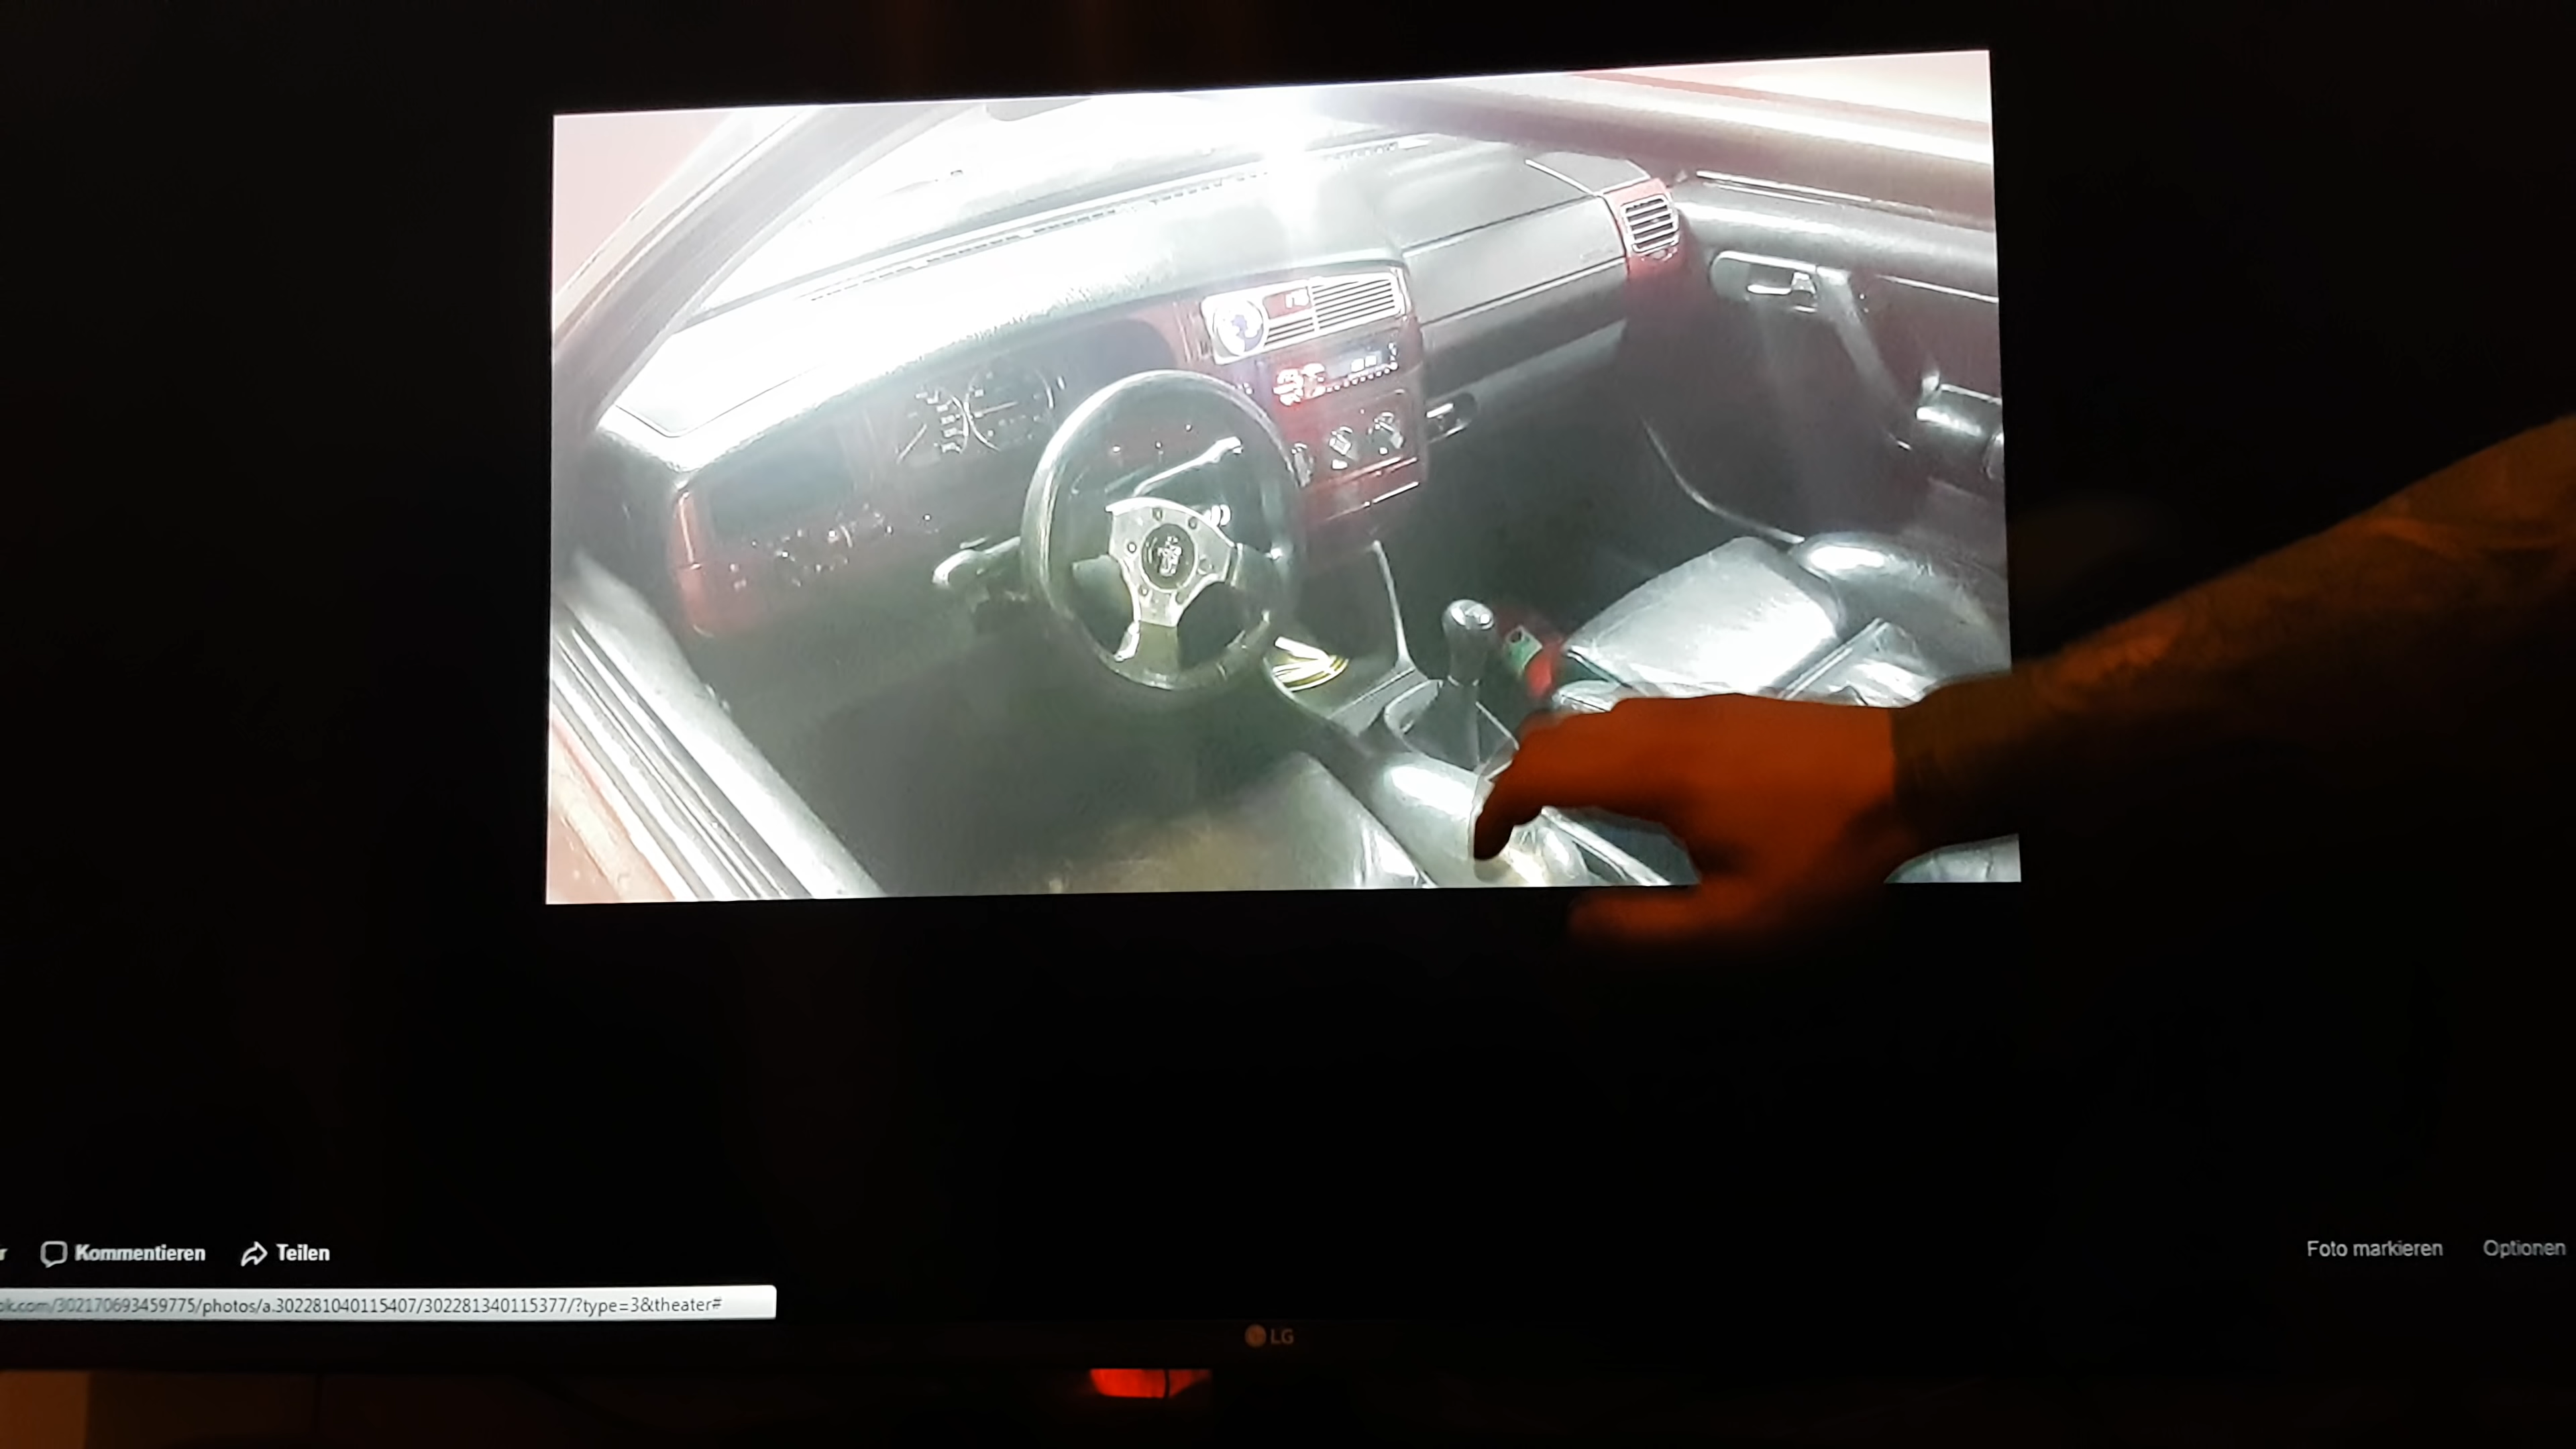 Kommentieren
Teilen
Foto markieren
Optionen
ok.com/302170693459775/photos/a.302281040115407/302281340115377/?type=3&theater#
LG